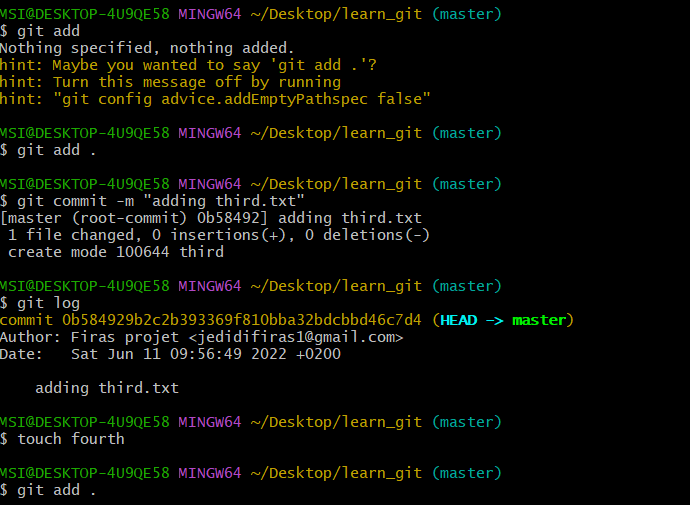 MSI@DESKTOP-4U9QE58 MINGW64 ~/Desktop/learn_git (master)
$ git add
Nothing specified, nothing added.
hint: Maybe you wanted to say 'git add .'?
hint: Turn this message off by running
hint: "git config advice.addEmptyPathspec false"
MSI@DESKTOP-4U9QE58 MINGW64 ~/Desktop/learn_git (master)
$ git add .
MSI@DESKTOP-4U9QE58 MINGW64 ~/Desktop/learn_git (master)
$ git commit -m "adding third.txt"
[master (root-commit) 0b58492] adding third.txt
 1 file changed, 0 insertions(+), 0 deletions(-)
 create mode 100644 third
MSI@DESKTOP-4U9QE58 MINGW64 ~/Desktop/learn_git (master)
$ git log
commit 0b584929b2c2b393369f810bba32bdcbbd46c7d4 (HEAD -> master)
Author: Firas projet <jedidifiras1@gmail.com>
Date:   Sat Jun 11 09:56:49 2022 +0200
    adding third.txt
MSI@DESKTOP-4U9QE58 MINGW64 ~/Desktop/learn_git (master)
$ touch fourth
MSI@DESKTOP-4U9QE58 MINGW64 ~/Desktop/learn_git (master)
$ git add .